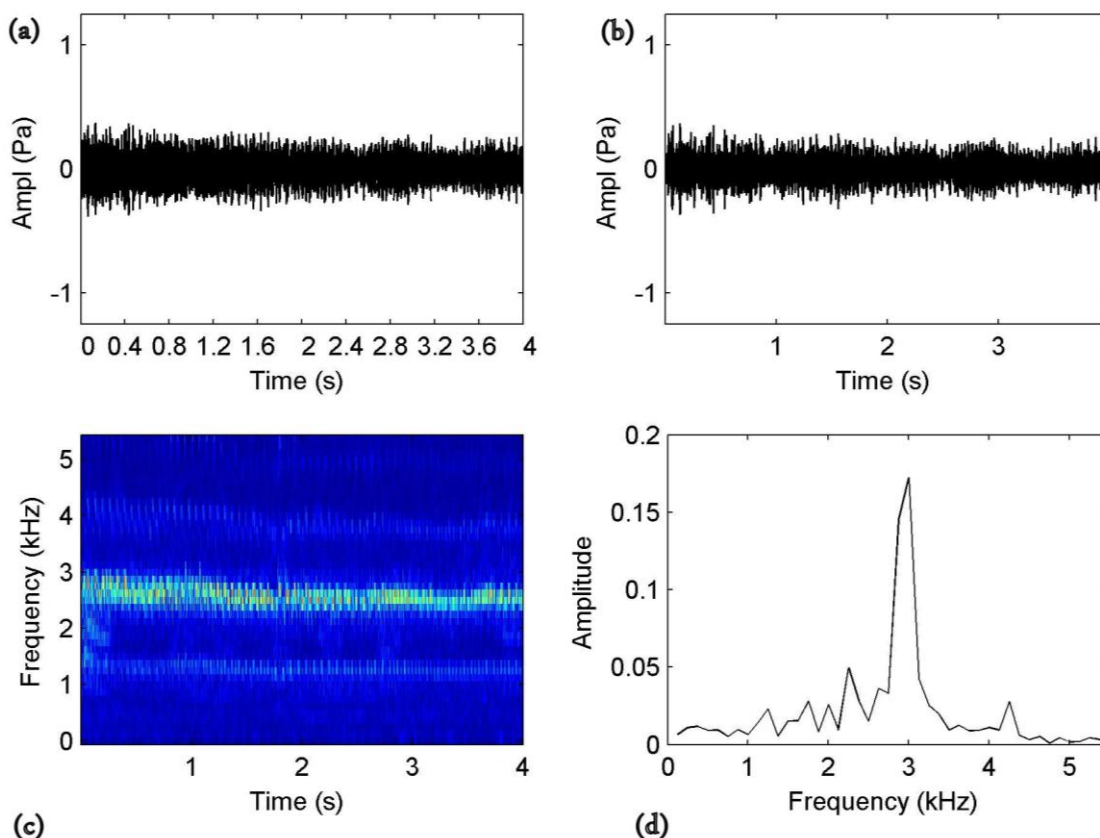 (a)
1
0
-1
Ampl (Pa)
0 0.4 0.8 1.2 1.6 2 2.4 2.8 3.2 3.6 4
Time (s)
(b)
1
0
-1
Ampl (Pa)
1 2 3
Time (s)
5
4
3
2
1
0
Frequency (kHz)
1 2 3 4
Time (s)
(c)
0.2
0.15
0.1
0.05
0
Amplitude
0 1 2 3 4 5
Frequency (kHz)
(d)